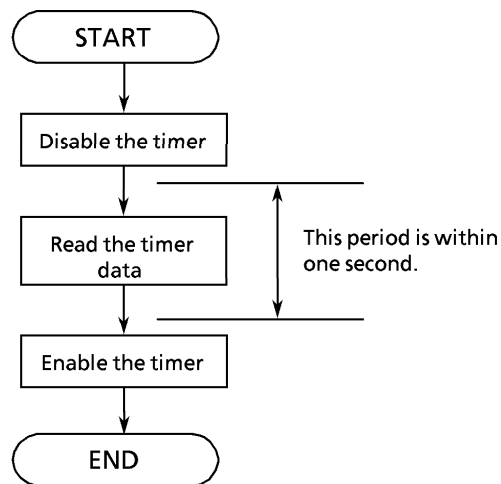 START
Disable the timer
Read the timer
data
This period is within
one second.
Enable the timer
END